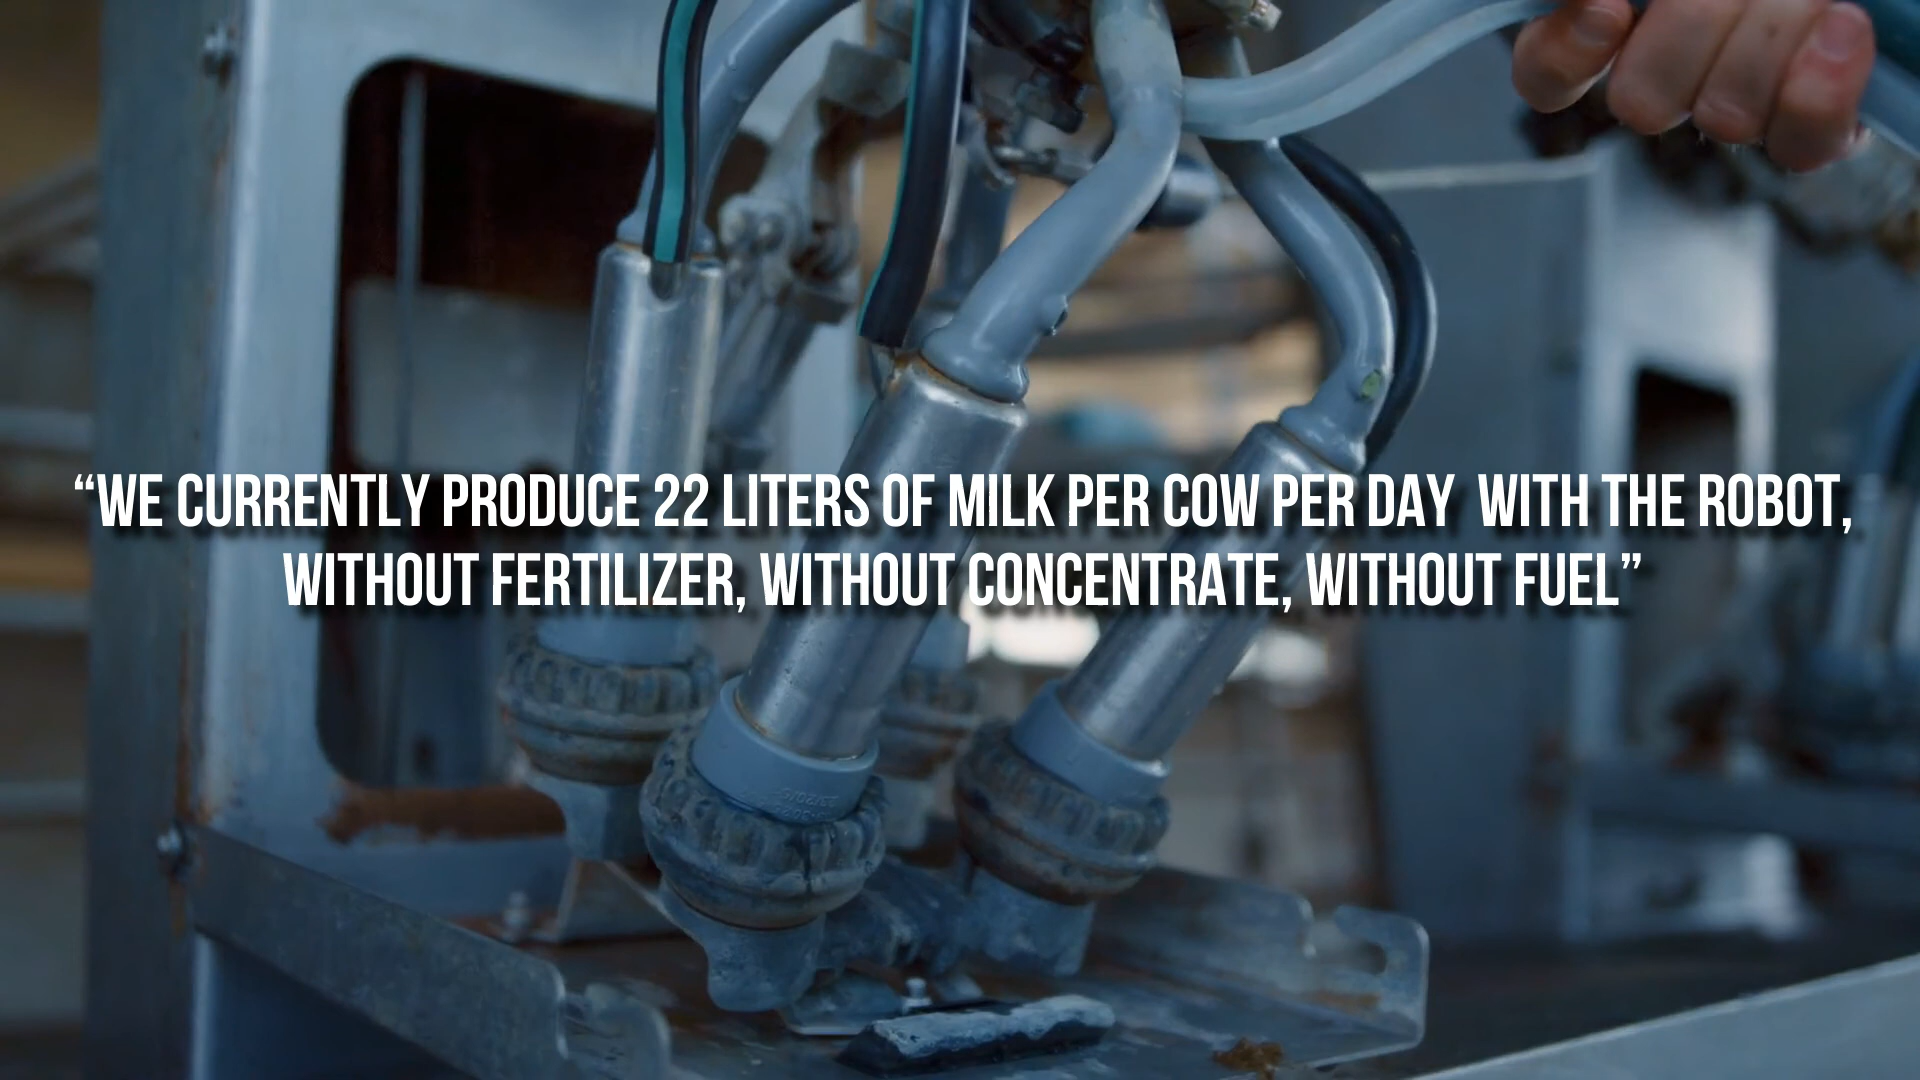 “WE CURRENTLY PRODUCE 22 LITERS OF MILK PER COW PER DAY WITH THE ROBOT,
WITHOUT FERTILIZER, WITHOUT CONCENTRATE, WITHOUT FUEL”